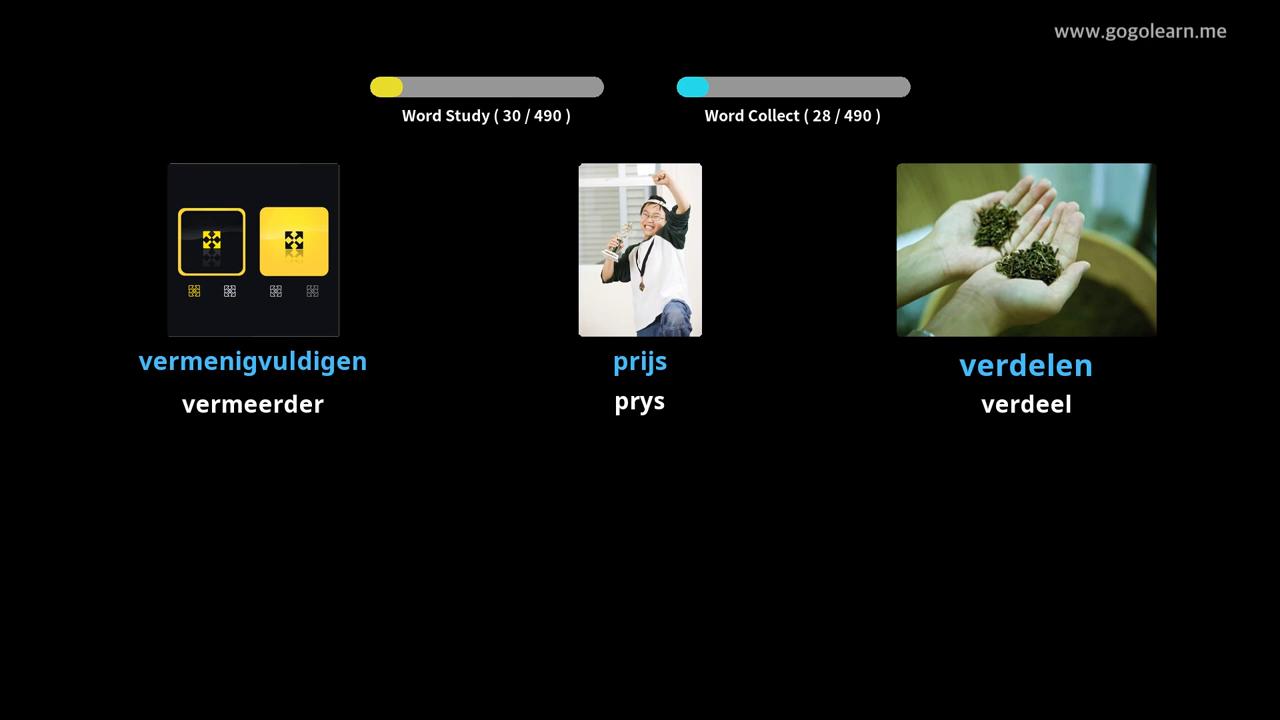 www.gogolearn.me
Word Study ( 30 / 490 )
Word Collect ( 28 / 490 )
vermenigvuldigen
vermeerder
prijs
prys
verdelen
verdeel